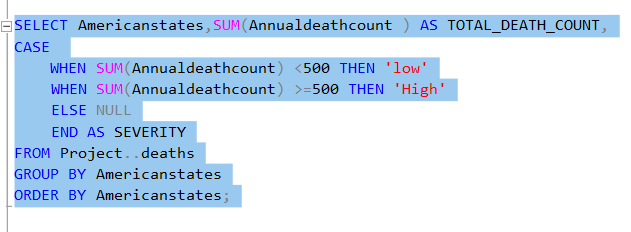 SELECT Americanstates,SUM(Annualdeathcount ) AS TOTAL_DEATH_COUNT,
CASE
WHEN SUM(Annualdeathcount) <500 THEN 'low'
WHEN SUM(Annualdeathcount) >=500 THEN 'High'
ELSE NULL
END AS SEVERITY
FROM Project..deaths
GROUP BY Americanstates
ORDER BY Americanstates;